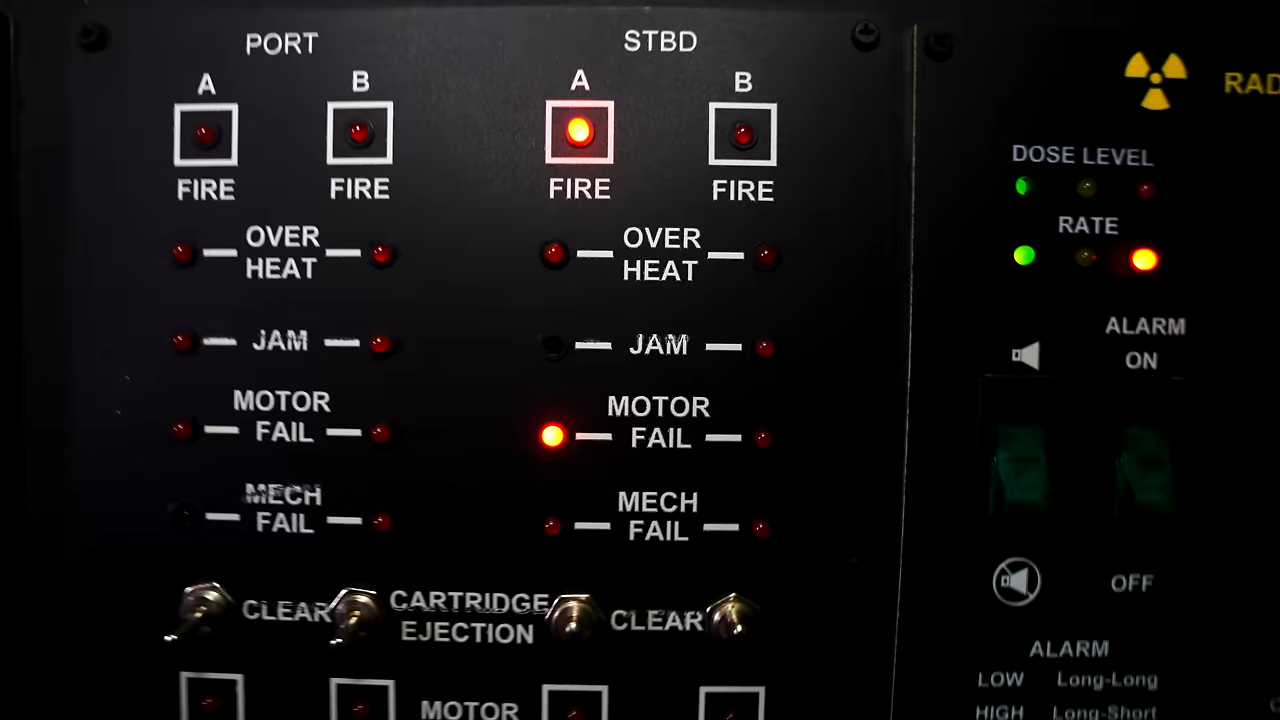 PORT
STBD
A
B
A
B
FIRE
FIRE
FIRE
FIRE
OVER
HEAT
OVER
HEAT
JAM
JAM
MOTOR
FAIL
MOTOR
FAIL
MECH
FAIL
MECH
FAIL
CLEAR
CARTRIDGE
EJECTION
CLEAR
MOTOR
RAD
DOSE LEVEL
RATE
ALARM
ON
OFF
ALARM
LOW Long-Long
HIGH Long-Short